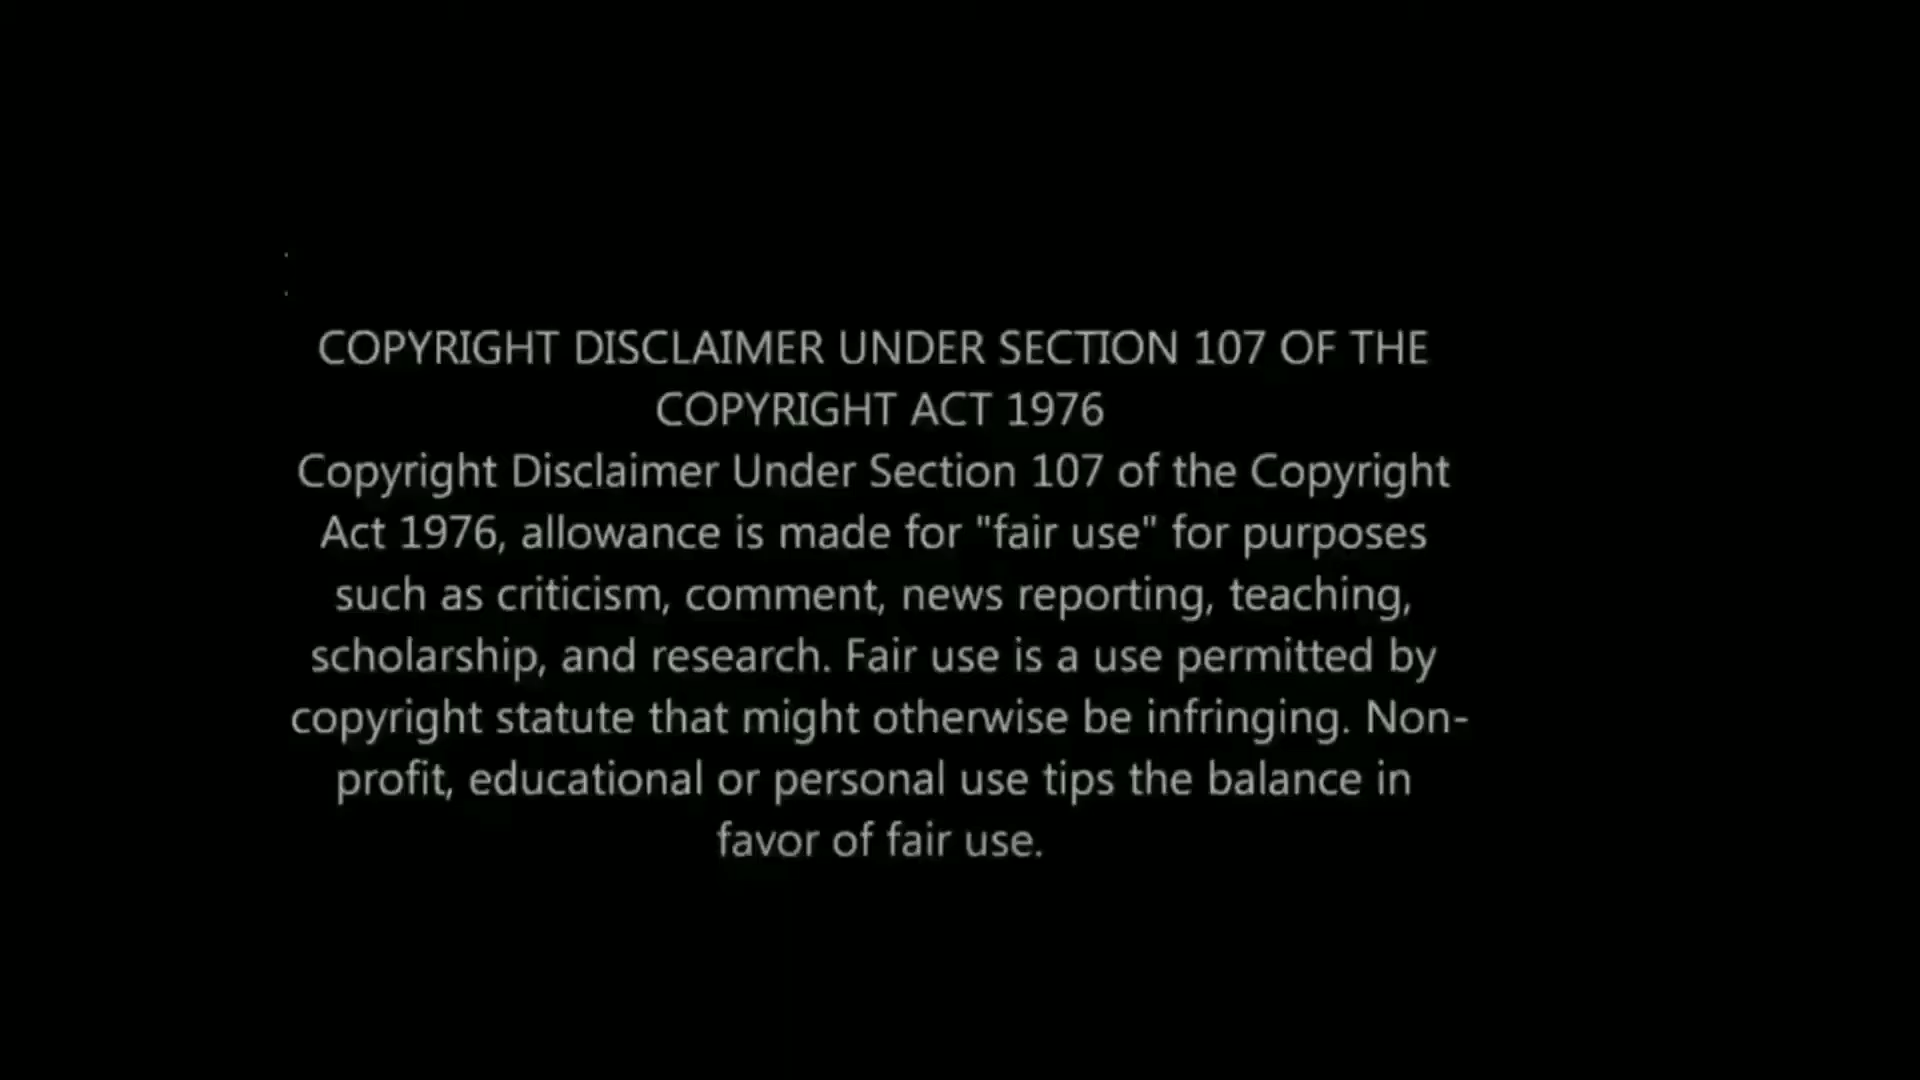 COPYRIGHT DISCLAIMER UNDER SECTION 107 OF THE
COPYRIGHT ACT 1976
Copyright Disclaimer Under Section 107 of the Copyright
Act 1976, allowance is made for "fair use" for purposes
such as criticism, comment, news reporting, teaching,
scholarship, and research. Fair use is a use permitted by
copyright statute that might otherwise be infringing. Non-
profit, educational or personal use tips the balance in
favor of fair use.